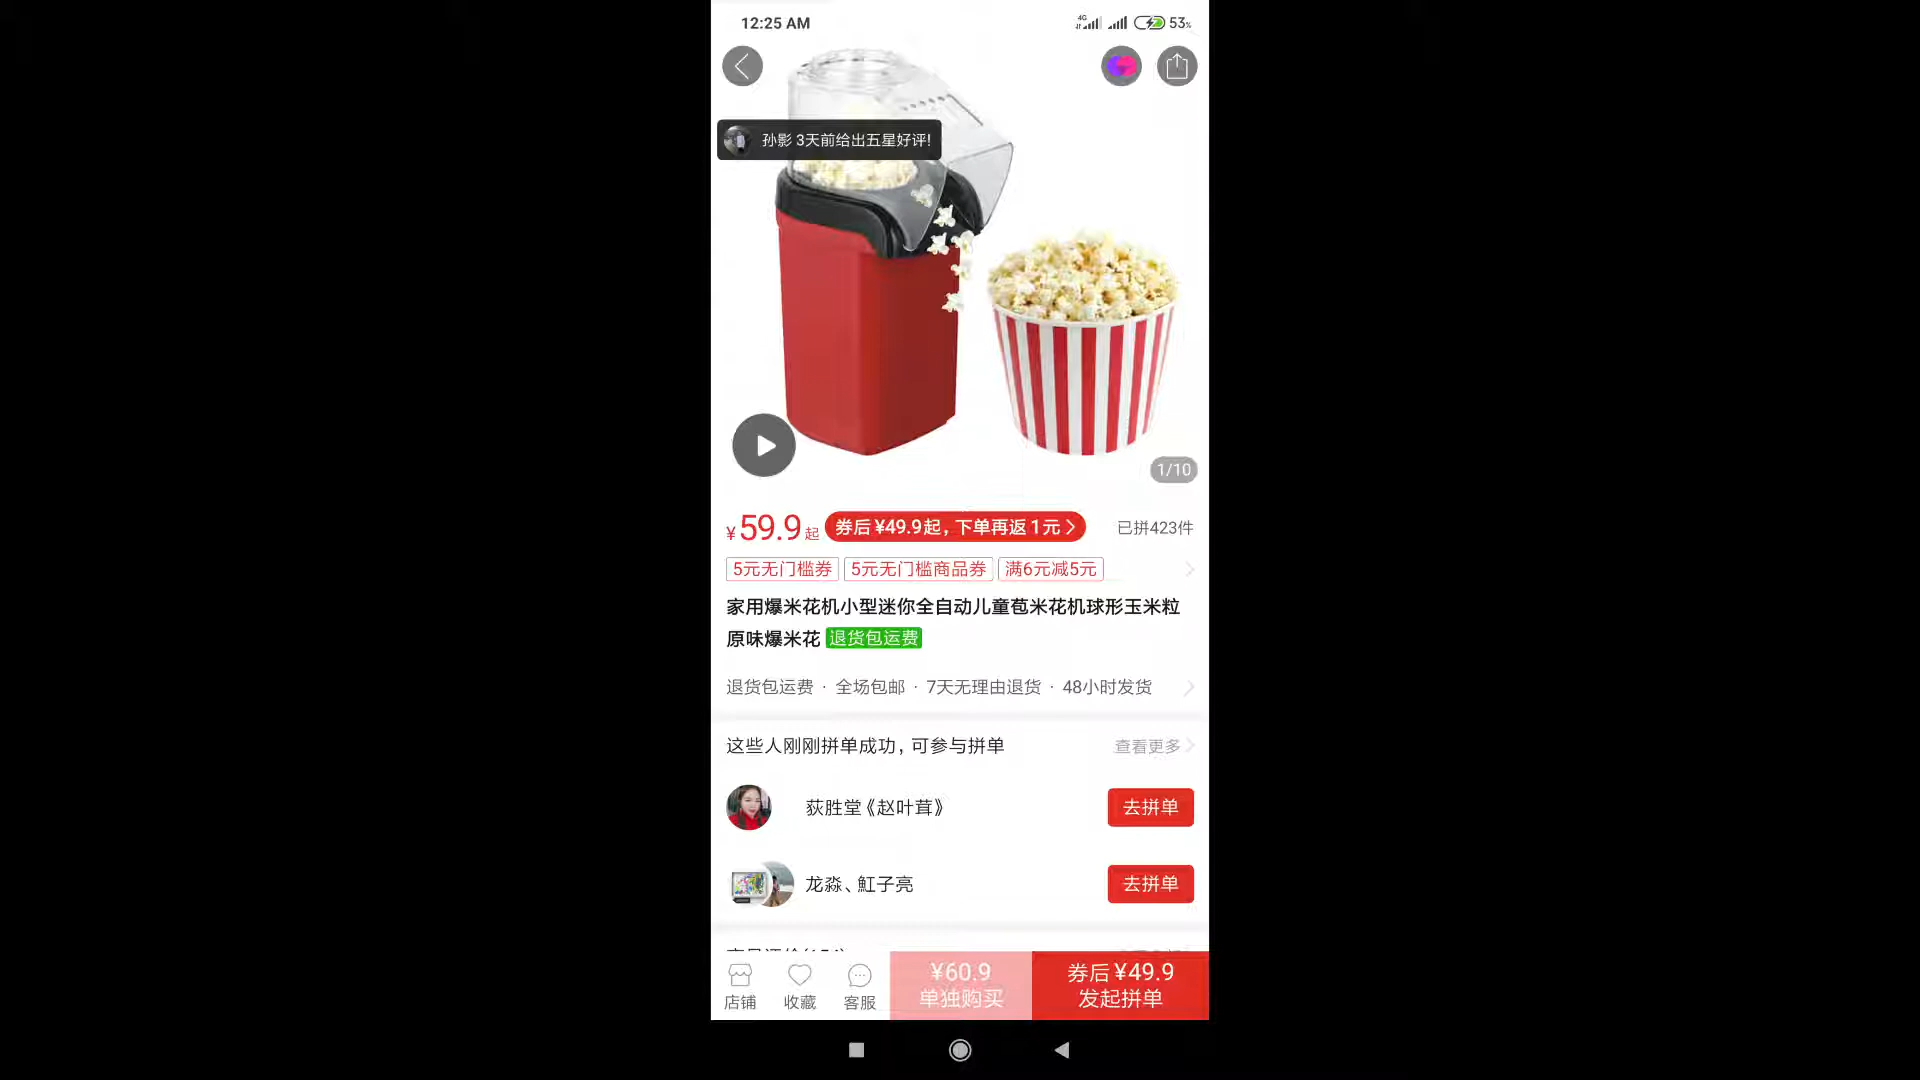 12:25 AM
4G
53%
孙影 3天前给出五星好评!
1/10
¥59.9起
券后¥49.9起，下单再返1元
已拼423件
5元无门槛券
5元无门槛商品券
满6元减5元
家用爆米花机小型迷你全自动儿童苞米花机球形玉米粒
原味爆米花 退货包运费
退货包运费 · 全场包邮 · 7天无理由退货 · 48小时发货
这些人刚刚拼单成功，可参与拼单
查看更多
荻胜堂《赵叶茸》
去拼单
龙淼、魟子亮
去拼单
店铺
收藏
客服
¥60.9
单独购买
券后¥49.9
发起拼单